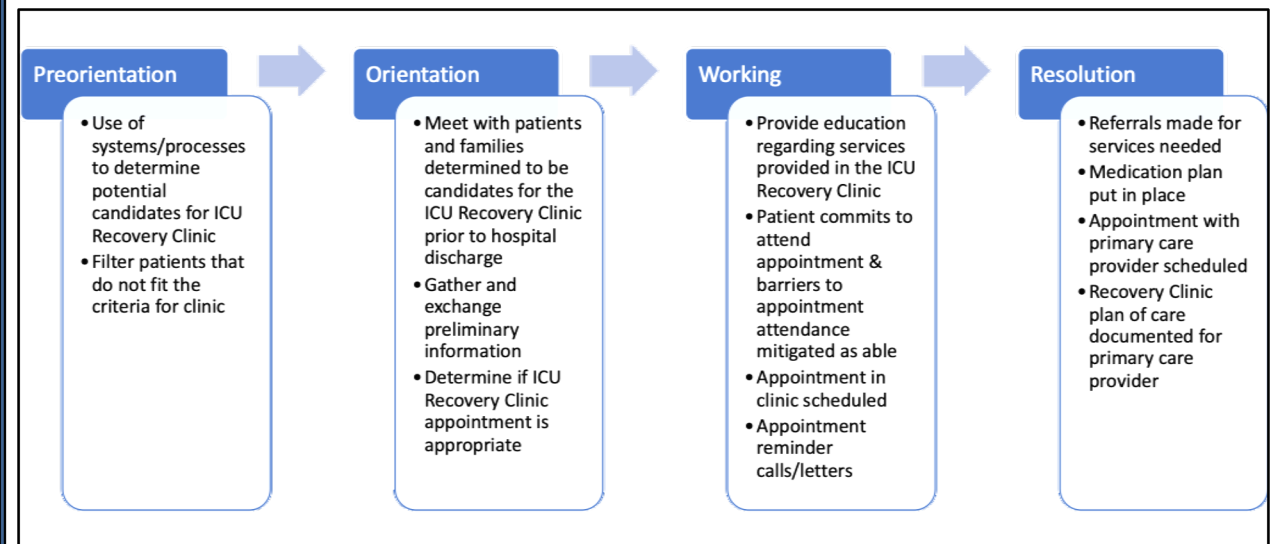 Preorientation
• Use of
systems/processes
to determine
potential
candidates for ICU
Recovery Clinic
• Filter patients that
do not fit the
criteria for clinic
Orientation
• Meet with patients
and families
determined to be
candidates for the
ICU Recovery Clinic
prior to hospital
discharge
• Gather and
exchange
preliminary
information
• Determine if ICU
Recovery Clinic
appointment is
appropriate
Working
• Provide education
regarding services
provided in the ICU
Recovery Clinic
• Patient commits to
attend
appointment &
barriers to
appointment
attendance
mitigated as able
• Appointment in
clinic scheduled
• Appointment
reminder
calls/letters
Resolution
• Referrals made for
services needed
• Medication plan
put in place
• Appointment with
primary care
provider scheduled
• Recovery Clinic
plan of care
documented for
primary care
provider